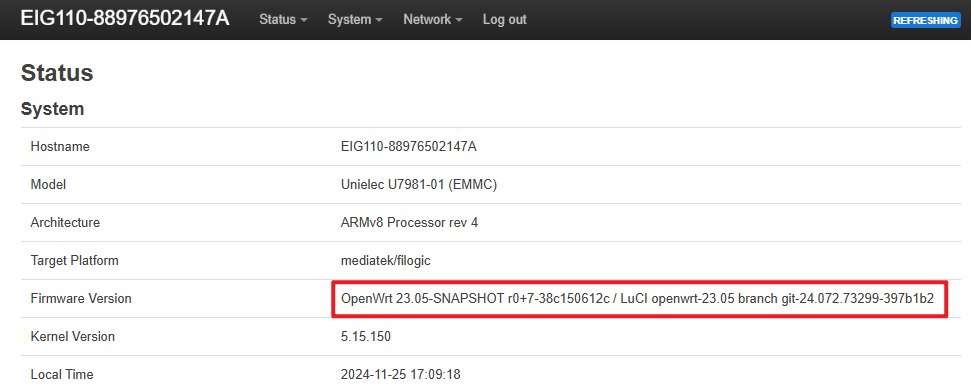 EIG110-88976502147A Status System Network Log out REFRESHING
Status
System
Hostname EIG110-88976502147A
Model Unielec U7981-01 (EMMC)
Architecture ARMv8 Processor rev 4
Target Platform mediatek/filogic
Firmware Version OpenWrt 23.05-SNAPSHOT r0+7-38c150612c / LuCI openwrt-23.05 branch git-24.072.73299-397b1b2
Kernel Version 5.15.150
Local Time 2024-11-25 17:09:18